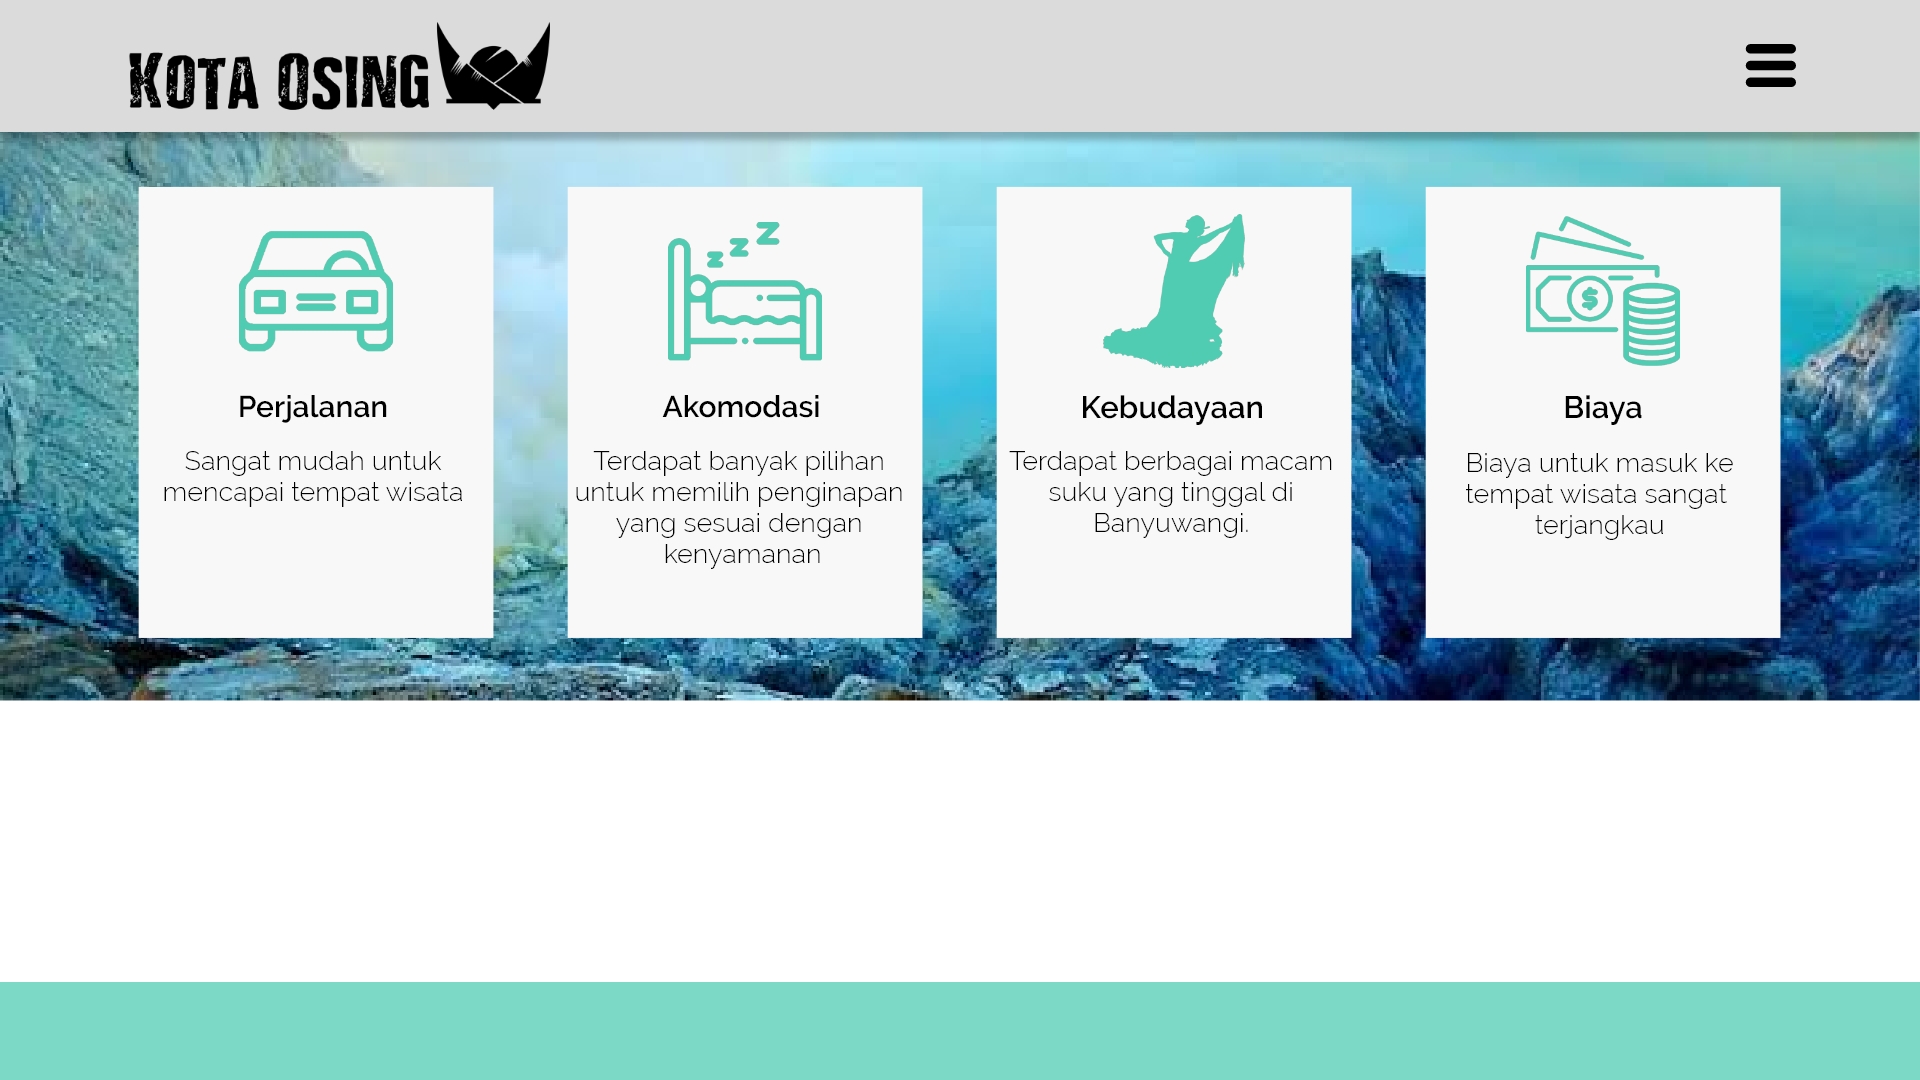 KOTA OSING
Perjalanan
Sangat mudah untuk
mencapai tempat wisata
Akomodasi
Terdapat banyak pilihan
untuk memilih penginapan
yang sesuai dengan
kenyamanan
Kebudayaan
Terdapat berbagai macam
suku yang tinggal di
Banyuwangi.
Biaya
Biaya untuk masuk ke
tempat wisata sangat
terjangkau